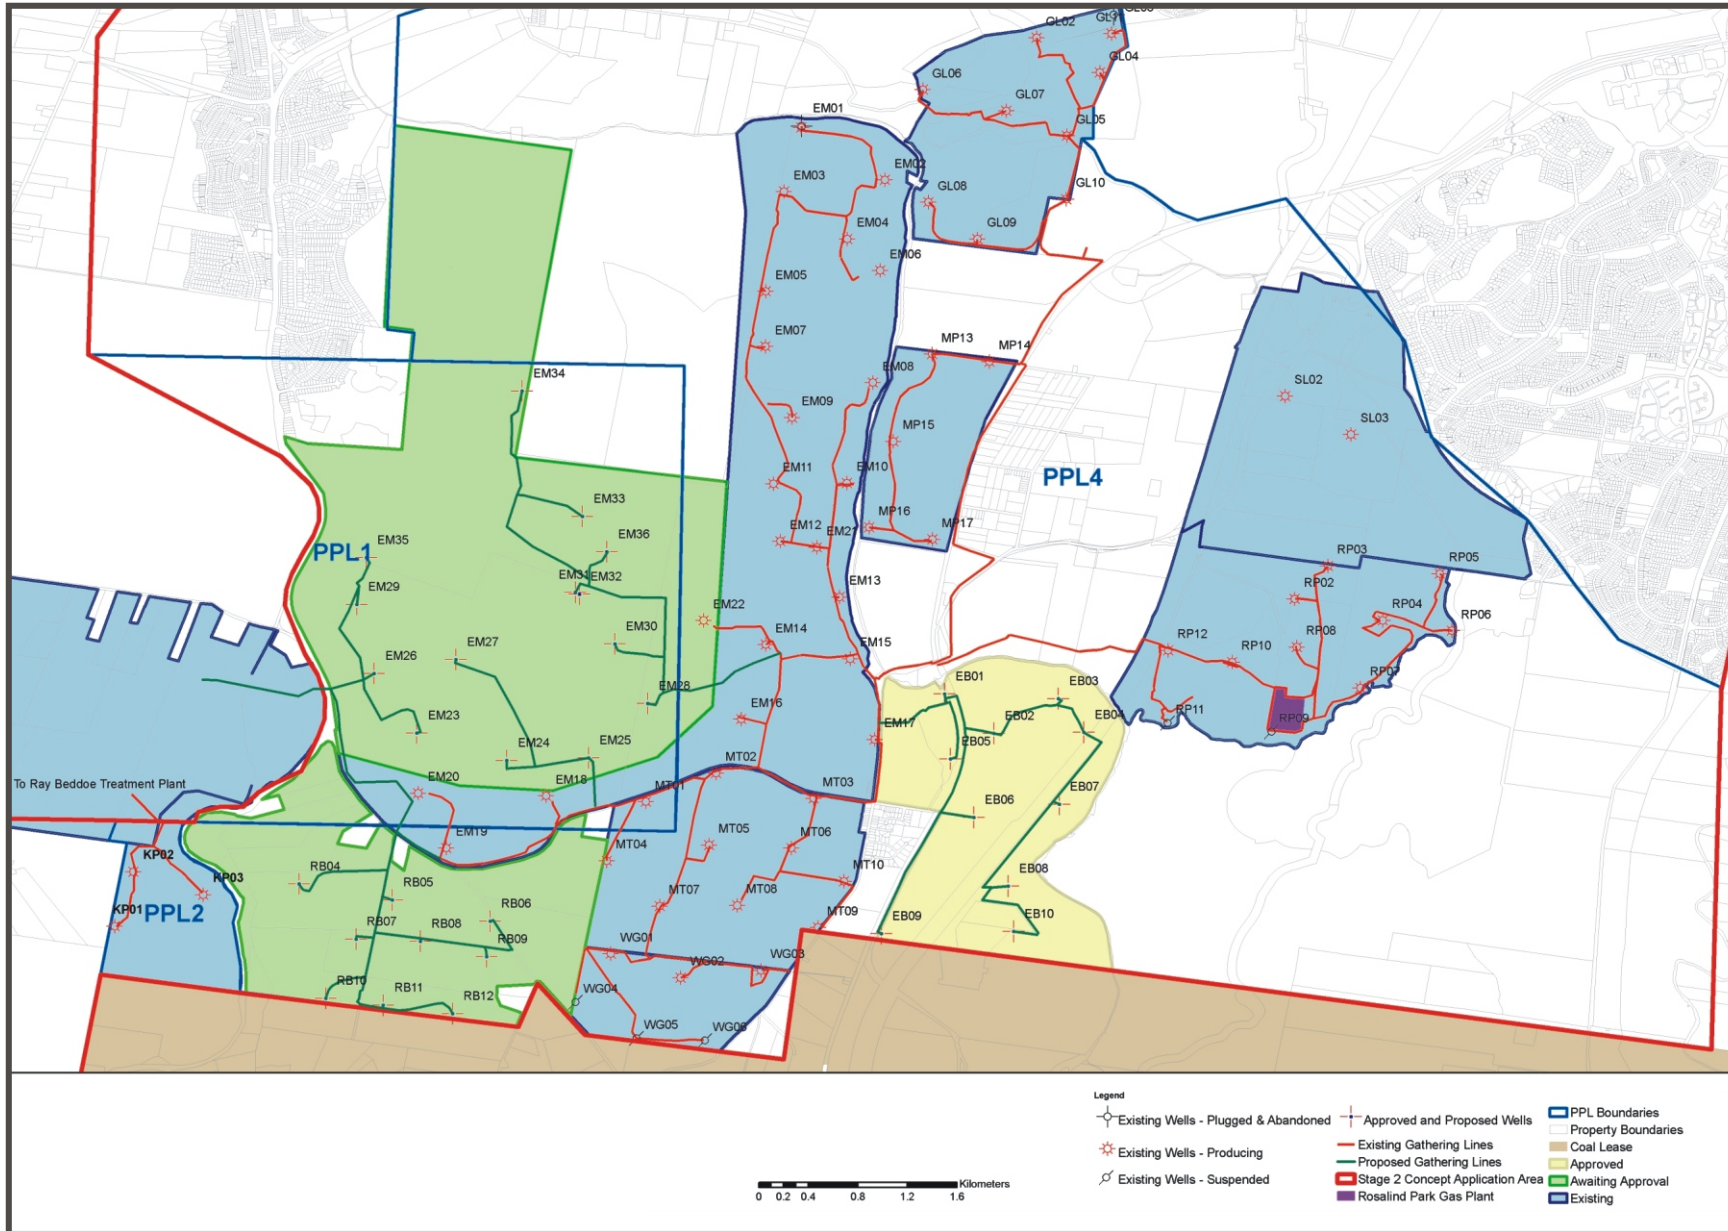 GL02
GL11
GL04
GL06
GL07
GL05
EM01
EM02
EM03
GL08
GL10
EM04
GL09
EM06
EM05
EM07
MP13
MP14
EM34
EM08
SL02
EM09
MP15
SL03
EM11
EM10
PPL4
EM33
MP16
MP17
EM12
EM21
EM36
PPL1
EM35
EM31
EM32
EM29
EM13
RP03
RP05
RP02
RP04
RP06
EM22
EM14
EM15
RP12
RP10
RP08
EM30
EM27
EM26
EM28
EB01
EB03
RP07
EM16
EM17
EB02
EB04
RP11
RP09
EM23
EM24
EM25
EB05
MT02
To Ray Beddoe Treatment Plant
EM20
EM18
MT01
MT03
EB06
EB07
EM19
MT05
MT06
MT04
KP02
RB04
MT10
KP03
RB05
MT07
MT08
EB08
KP01
PPL2
RB07
RB08
RB06
RB09
MT09
EB09
EB10
WG01
WG02
WG03
RB10
RB11
RB12
WG04
WG05
WG06
Legend
Existing Wells - Plugged & Abandoned
Existing Wells - Producing
Existing Wells - Suspended
Approved and Proposed Wells
Existing Gathering Lines
Proposed Gathering Lines
Stage 2 Concept Application Area
Rosalind Park Gas Plant
PPL Boundaries
Property Boundaries
Coal Lease
Approved
Awaiting Approval
Existing
Kilometers
0 0.2 0.4 0.8 1.2 1.6